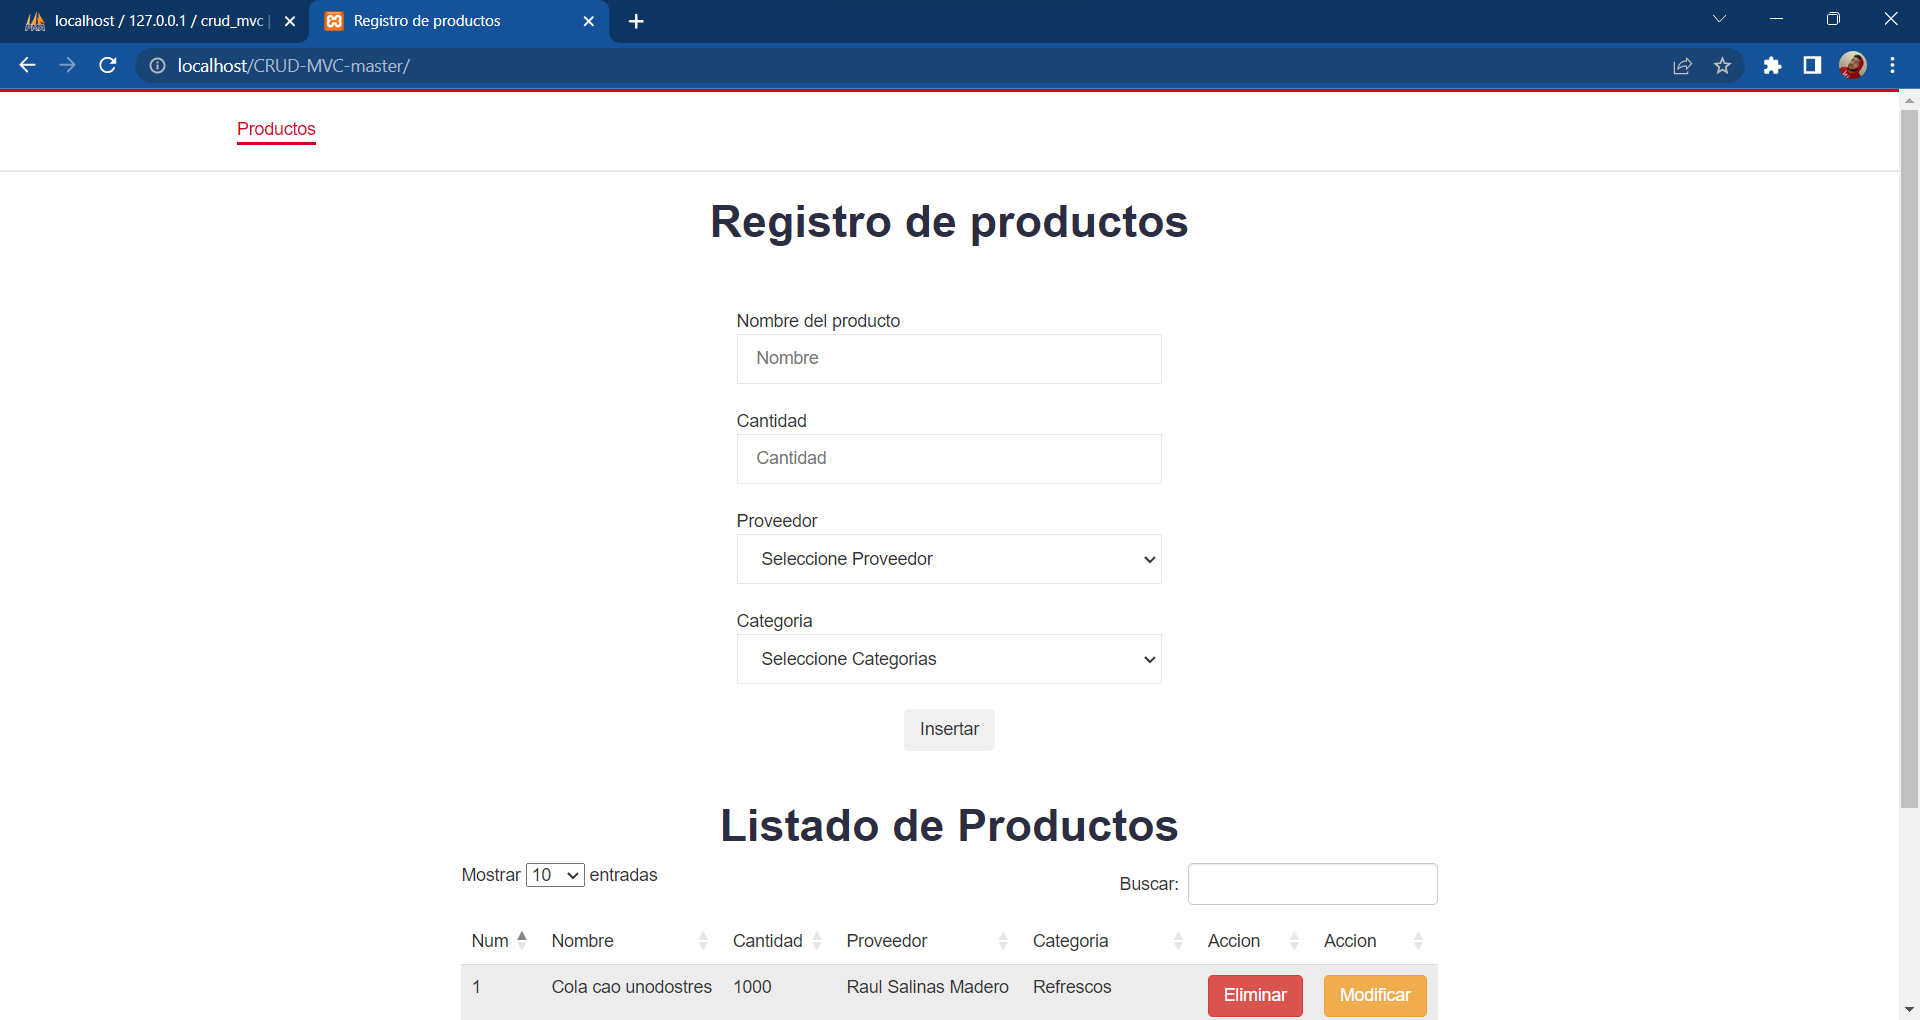 localhost / 127.0.0.1 / crud_mvc |
Registro de productos
localhost/CRUD-MVC-master/
Productos
Registro de productos
Nombre del producto
Nombre
Cantidad
Cantidad
Proveedor
Seleccione Proveedor
Categoria
Seleccione Categorias
Insertar
Listado de Productos
Mostrar 10 entradas
Buscar:
Num Nombre Cantidad Proveedor Categoria Accion Accion
1 Cola cao unodostres 1000 Raul Salinas Madero Refrescos Eliminar Modificar